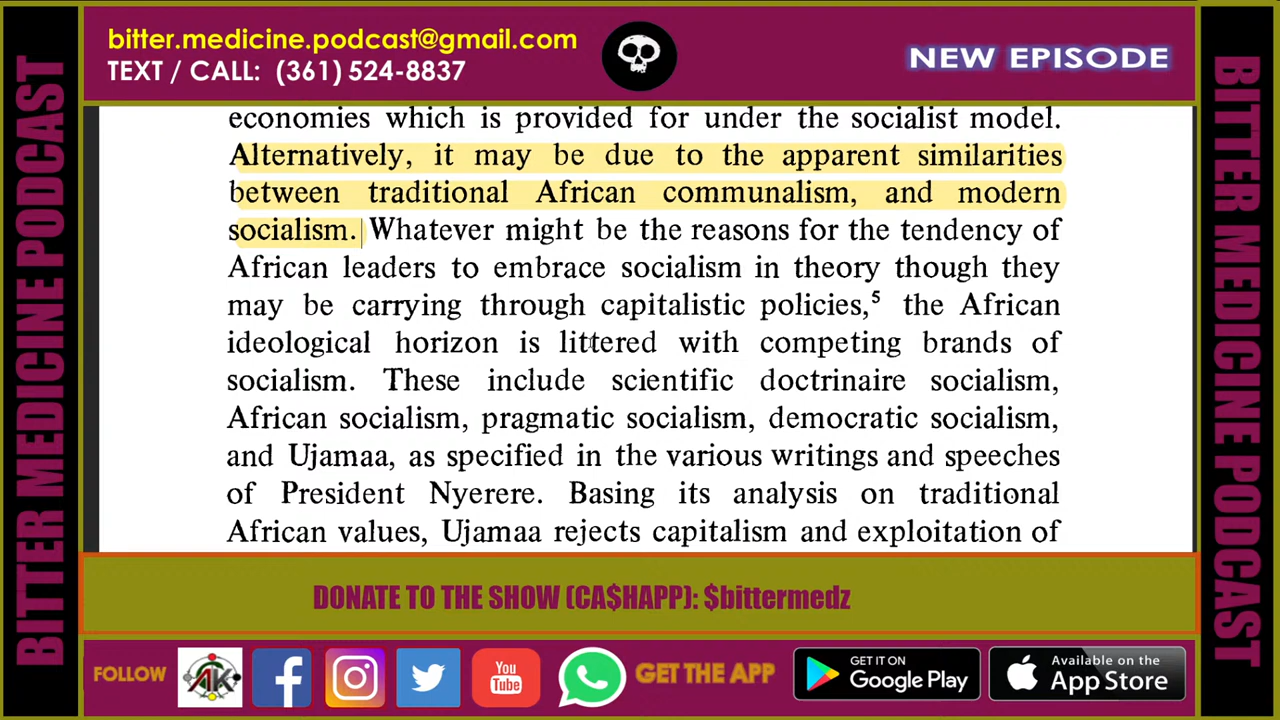 bitter.medicine.podcast@gmail.com
TEXT / CALL: (361) 524-8837
NEW EPISODE
BITTER MEDICINE PODCAST
economies which is provided for under the socialist model.
Alternatively, it may be due to the apparent similarities
between traditional African communalism, and modern
socialism. Whatever might be the reasons for the tendency of
African leaders to embrace socialism in theory though they
may be carrying through capitalistic policies,⁵ the African
ideological horizon is littered with competing brands of
socialism. These include scientific doctrinaire socialism,
African socialism, pragmatic socialism, democratic socialism,
and Ujamaa, as specified in the various writings and speeches
of President Nyerere. Basing its analysis on traditional
African values, Ujamaa rejects capitalism and exploitation of
BITTER MEDICINE PODCAST
DONATE TO THE SHOW (CA$HAPP): $bittermedz
FOLLOW
ATK
You
Tube
GET THE APP
GET IT ON
Google Play
Available on the
App Store